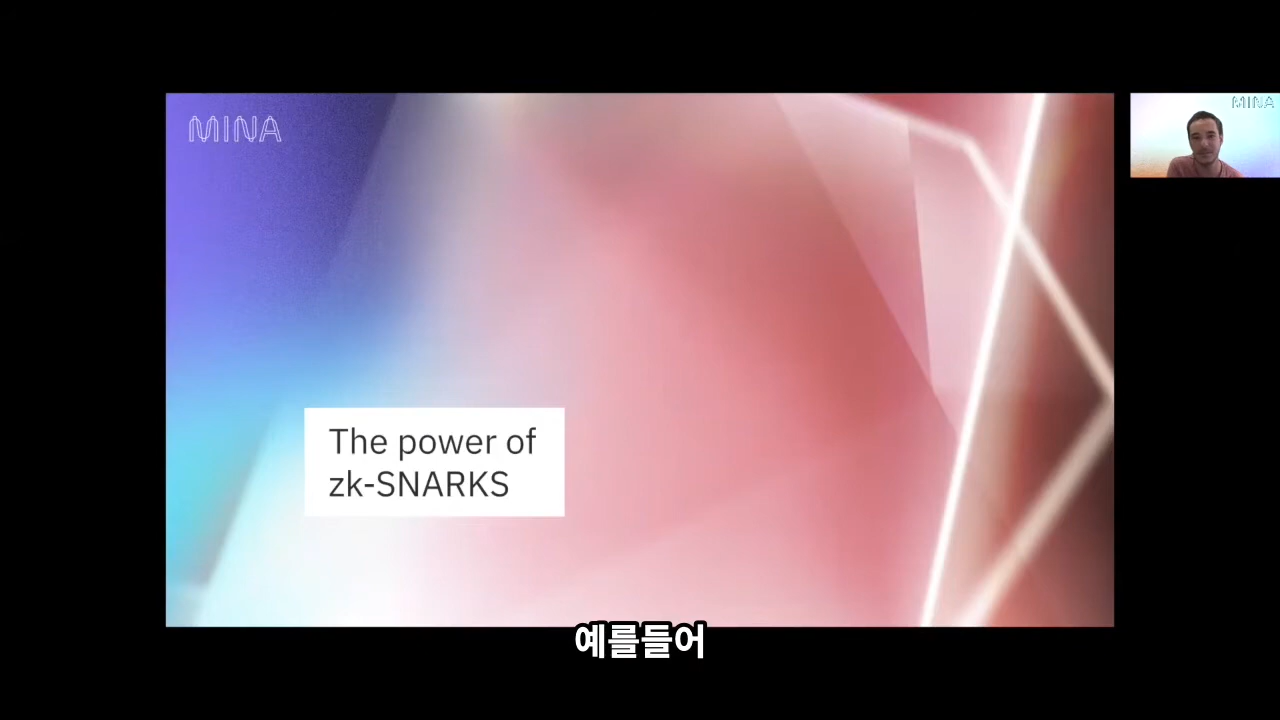 MINA
MINA
The power of
zk-SNARKS
예를들어